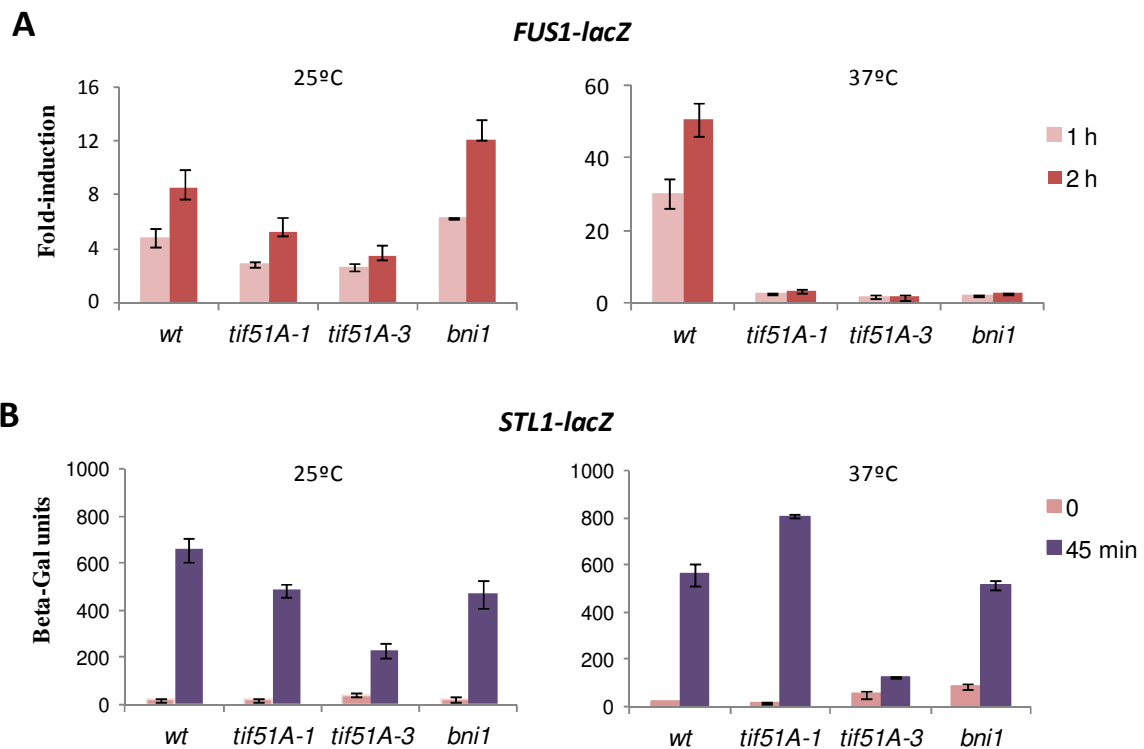 A
FUS1-lacZ
25ºC
37ºC
Fold-induction
16
12
8
4
0
wt tif51A-1 tif51A-3 bni1
60
40
20
0
wt tif51A-1 tif51A-3 bni1
1 h
2 h
B
STL1-lacZ
25ºC
37ºC
Beta-Gal units
1000
800
600
400
200
0
wt tif51A-1 tif51A-3 bni1
1000
800
600
400
200
0
wt tif51A-1 tif51A-3 bni1
0
45 min